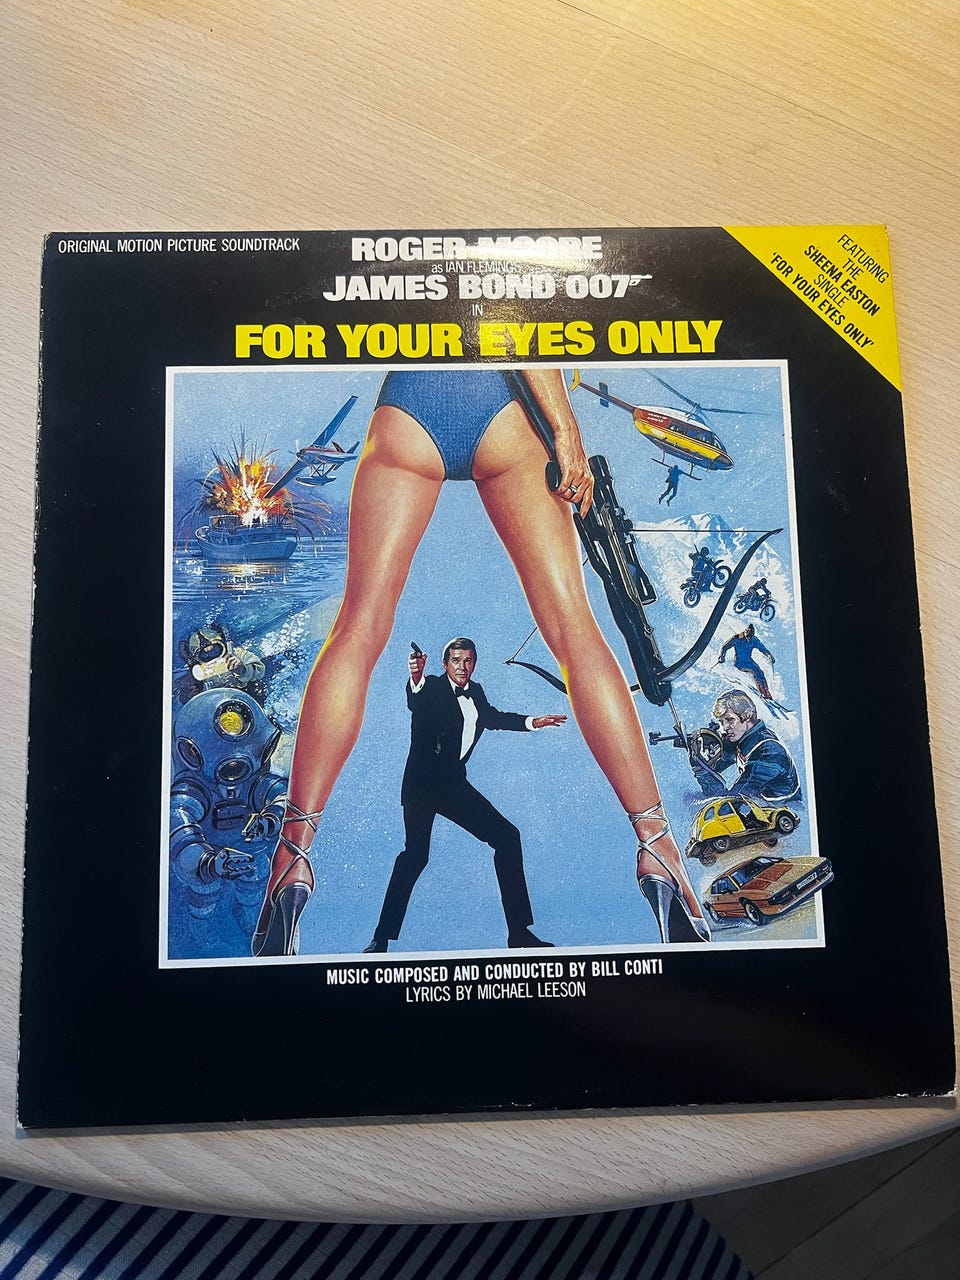 ORIGINAL MOTION PICTURE SOUNDTRACK
ROGER MOORE
as IAN FLEMING'S
JAMES BOND 007
IN
FOR YOUR EYES ONLY
FEATURING
THE
SHEENA EASTON
SINGLE
'FOR YOUR EYES ONLY'
MUSIC COMPOSED AND CONDUCTED BY BILL CONTI
LYRICS BY MICHAEL LEESON